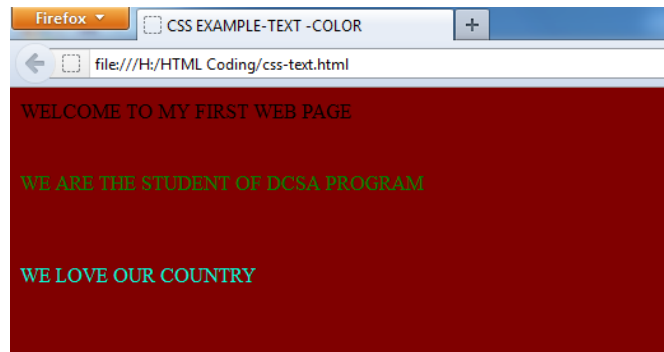 Firefox
CSS EXAMPLE-TEXT -COLOR
file:///H:/HTML Coding/css-text.html
WELCOME TO MY FIRST WEB PAGE
WE ARE THE STUDENT OF DCSA PROGRAM
WE LOVE OUR COUNTRY